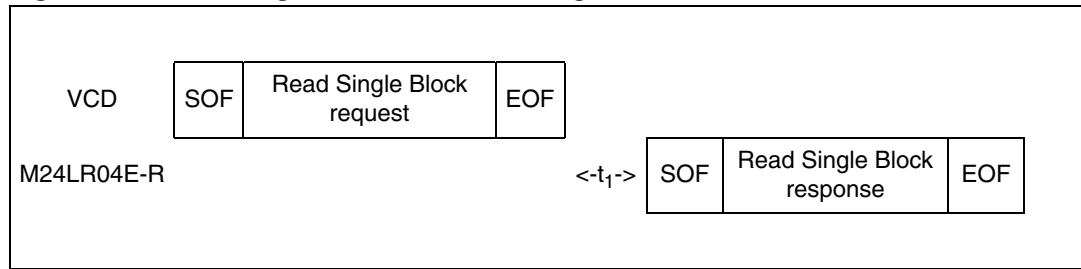 VCD SOF Read Single Block request EOF
M24LR04E-R <-t₁-> SOF Read Single Block response EOF